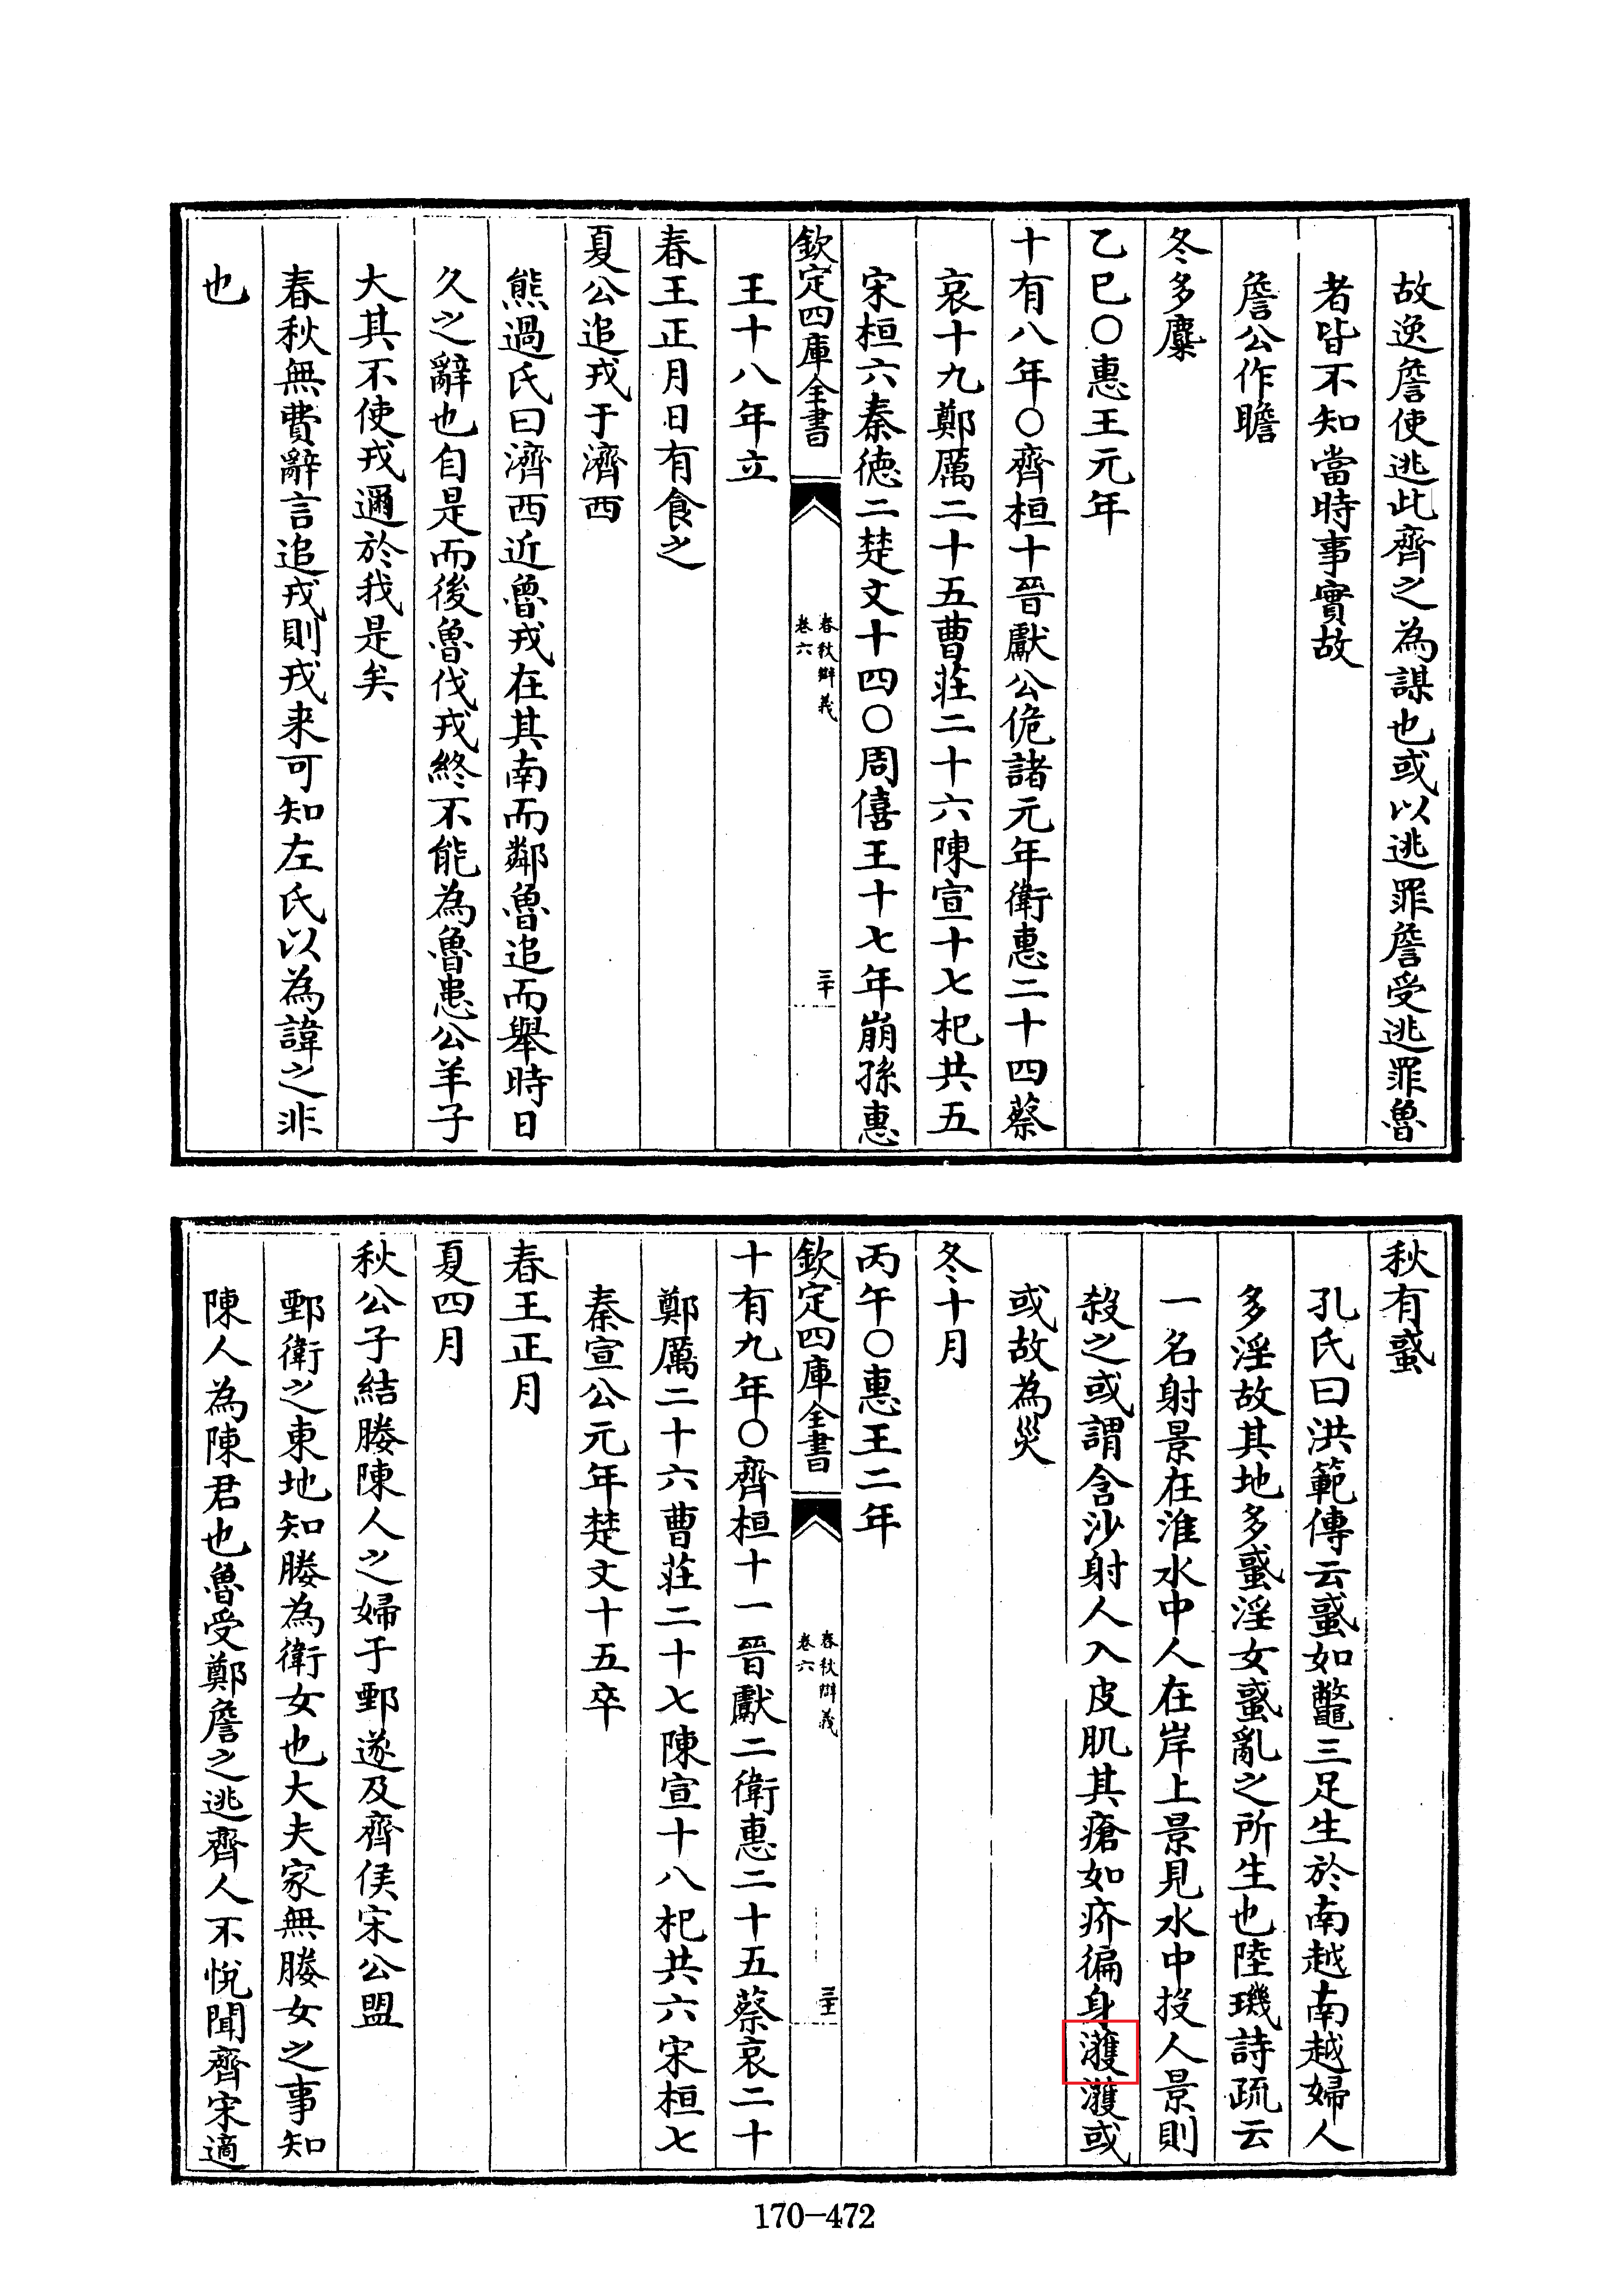 故逸詹使逃此齊之為謀也或以逃罪詹受逃罪魯
者皆不知當時事實故
詹公作瞻
冬多麋
乙巳○惠王元年
十有八年○齊桓十晉獻公佹諸元年衛惠二十四蔡
哀十九鄭厲二十五曹莊二十六陳宣十七杞共五
宋桓六秦德二楚文十四○周僖王十七年崩孫惠
欽定四庫全書
春秋辯義
卷六
三十
王十八年立
春王正月日有食之
夏公追戎于濟西
熊過氏曰濟西近魯戎在其南而鄰魯追而舉時日
久之辭也自是而後魯伐戎終不能為魯患公羊子
大其不使戎邇於我是矣
春秋無費辭言追戎則戎来可知左氏以為諱之非
也
秋有蜮
孔氏曰洪範傳云蜮如鼈三足生於南越南越婦人
多淫故其地多蜮淫女蜮亂之所生也陸璣詩疏云
一名射景在淮水中人在岸上景見水中投人景則
殺之或謂含沙射人入皮肌其瘡如疥徧身濩濩或
或故為災
冬十月
丙午○惠王二年
欽定四庫全書
春秋辯義
卷六
三十一
十有九年○齊桓十一晉獻二衛惠二十五蔡哀二十
鄭厲二十六曹莊二十七陳宣十八杞共六宋桓七
秦宣公元年楚文十五卒
春王正月
夏四月
秋公子結媵陳人之婦于鄄遂及齊侯宋公盟
鄄衛之東地知媵為衛女也大夫家無媵女之事知
陳人為陳君也魯受鄭詹之逃齊人不悅聞齊宋適
170-472